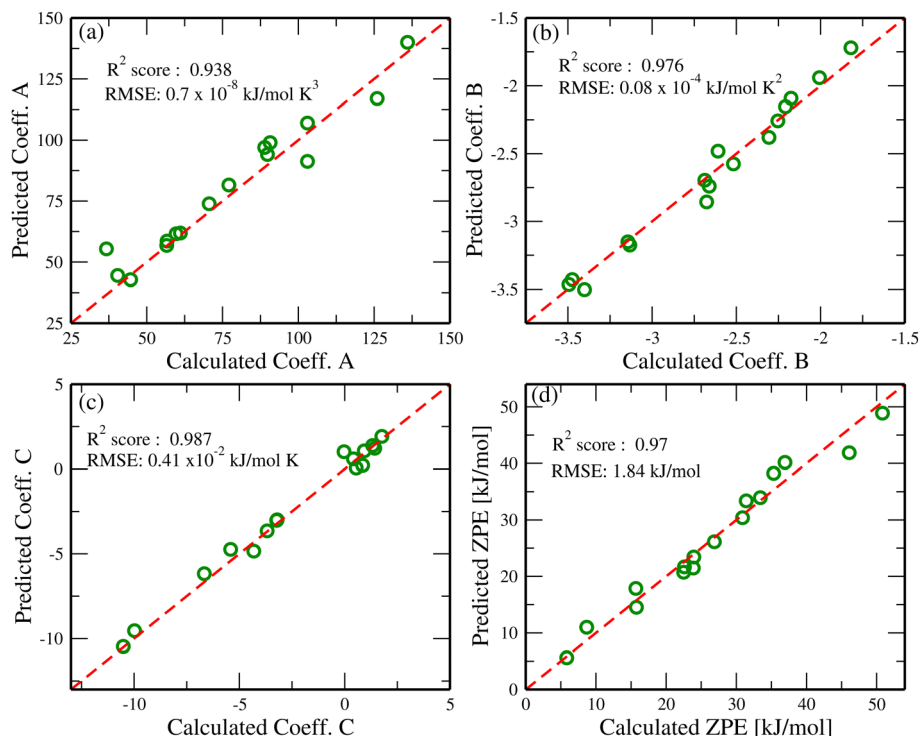 (a)
R² score : 0.938
RMSE: 0.7 x 10⁻⁸ kJ/mol K³
150
125
100
75
50
25
Predicted Coeff. A
25 50 75 100 125 150
Calculated Coeff. A
(b)
R² score : 0.976
RMSE: 0.08 x 10⁻⁴ kJ/mol K²
-1.5
-2
-2.5
-3
-3.5
Predicted Coeff. B
-3.5 -3 -2.5 -2 -1.5
Calculated Coeff. B
(c)
R² score : 0.987
RMSE: 0.41 x10⁻² kJ/mol K
5
0
-5
-10
Predicted Coeff. C
-10 -5 0 5
Calculated Coeff. C
(d)
R² score : 0.97
RMSE: 1.84 kJ/mol
50
40
30
20
10
0
Predicted ZPE [kJ/mol]
0 10 20 30 40 50
Calculated ZPE [kJ/mol]